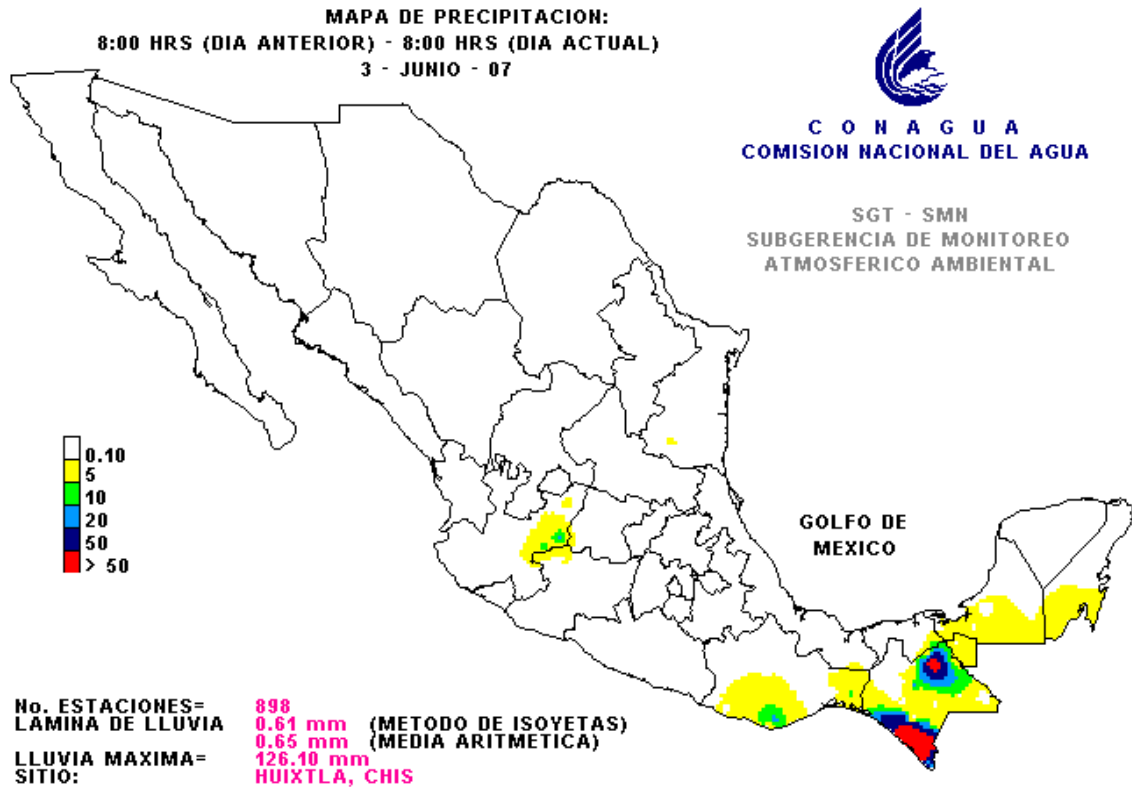 MAPA DE PRECIPITACION:
8:00 HRS (DIA ANTERIOR) - 8:00 HRS (DIA ACTUAL)
3 - JUNIO - 07
C O N A G U A
COMISION NACIONAL DEL AGUA
SGT - SMN
SUBGERENCIA DE MONITOREO
ATMOSFERICO AMBIENTAL
0.10
5
10
20
50
> 50
GOLFO DE
MEXICO
No. ESTACIONES= 898
LAMINA DE LLUVIA 0.61 mm (METODO DE ISOYETAS)
0.65 mm (MEDIA ARITMETICA)
LLUVIA MAXIMA= 126.10 mm
SITIO: HUIXTLA, CHIS